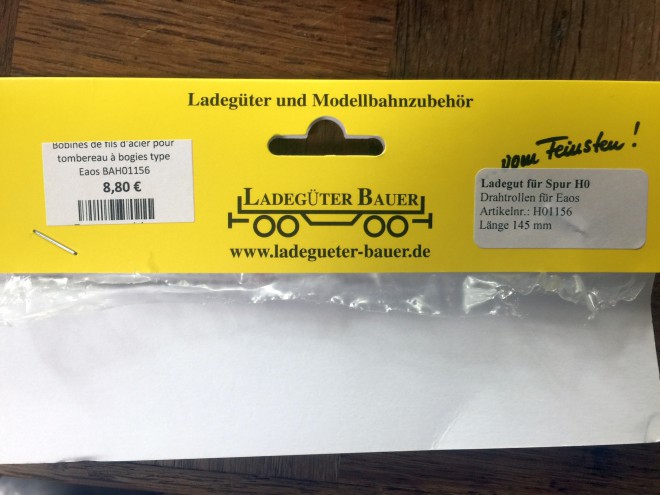 Ladegüter und Modellbahnzubehör
Bobines de fils d'acier pour
tombereau à bogies type
Eaos BAH01156
8,80 €
LADEGÜTER BAUER
www.ladegueter-bauer.de
vom Feinsten!
Ladegut für Spur H0
Drahtrollen für Eaos
Artikelnr.: H01156
Länge 145 mm